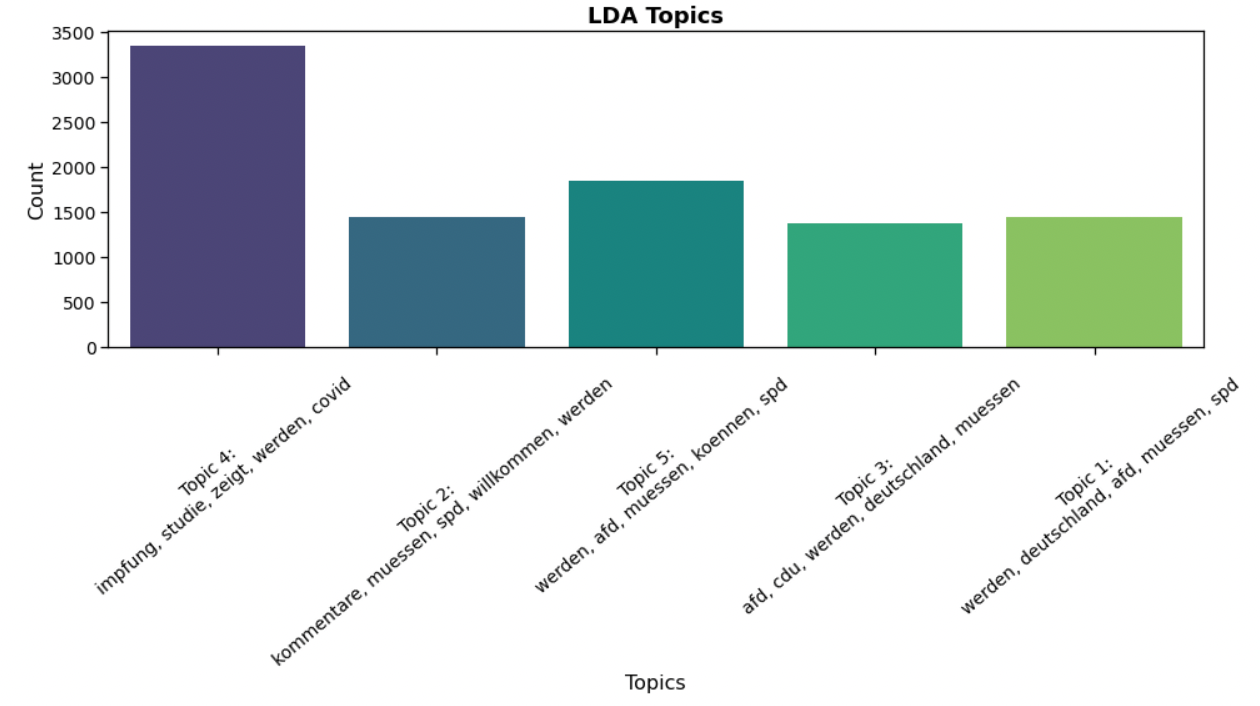 LDA Topics
3500
3000
2500
2000
1500
1000
500
0
Count
Topic 4:
impfung, studie, zeigt, werden, covid
Topic 2:
kommentare, muessen, spd, willkommen, werden
Topic 5:
werden, afd, muessen, koennen, spd
Topic 3:
afd, cdu, werden, deutschland, muessen
Topic 1:
werden, deutschland, afd, muessen, spd
Topics